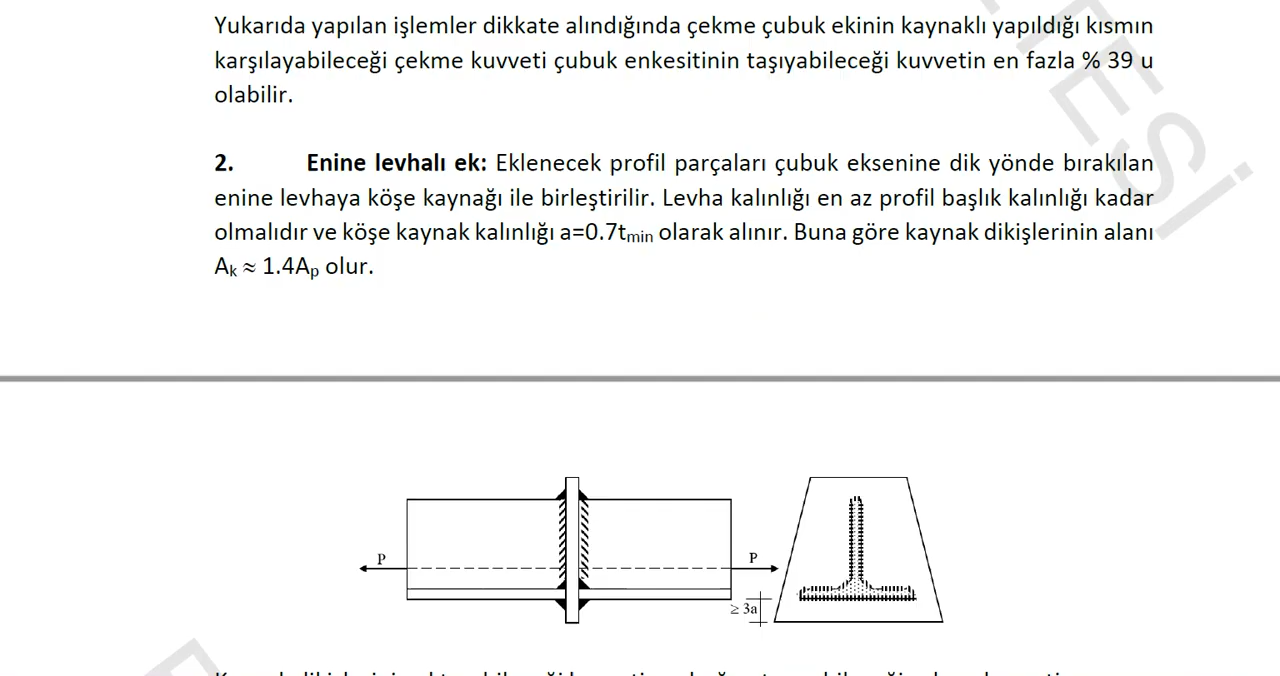 Yukarıda yapılan işlemler dikkate alındığında çekme çubuk ekinin kaynaklı yapıldığı kısmın
karşılayabileceği çekme kuvveti çubuk enkesitinin taşıyabileceği kuvvetin en fazla % 39 u
olabilir.
2. Enine levhalı ek: Eklenecek profil parçaları çubuk eksenine dik yönde bırakılan
enine levhaya köşe kaynağı ile birleştirilir. Levha kalınlığı en az profil başlık kalınlığı kadar
olmalıdır ve köşe kaynak kalınlığı a=0.7tmin olarak alınır. Buna göre kaynak dikişlerinin alanı
Ak ≈ 1.4Ap olur.
P
P
≥ 3a